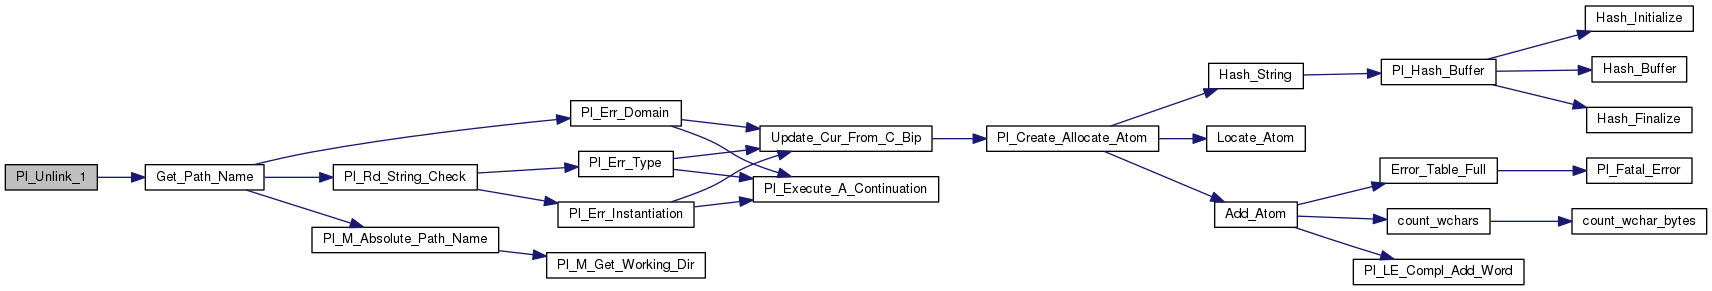 Pl_Unlink_1
Get_Path_Name
Pl_Err_Domain
Pl_Rd_String_Check
Pl_M_Absolute_Path_Name
Pl_Err_Type
Pl_Err_Instantiation
Pl_M_Get_Working_Dir
Update_Cur_From_C_Bip
Pl_Execute_A_Continuation
Pl_Create_Allocate_Atom
Hash_String
Locate_Atom
Add_Atom
Pl_Hash_Buffer
Error_Table_Full
count_wchars
Pl_LE_Compl_Add_Word
Hash_Initialize
Hash_Buffer
Hash_Finalize
Pl_Fatal_Error
count_wchar_bytes